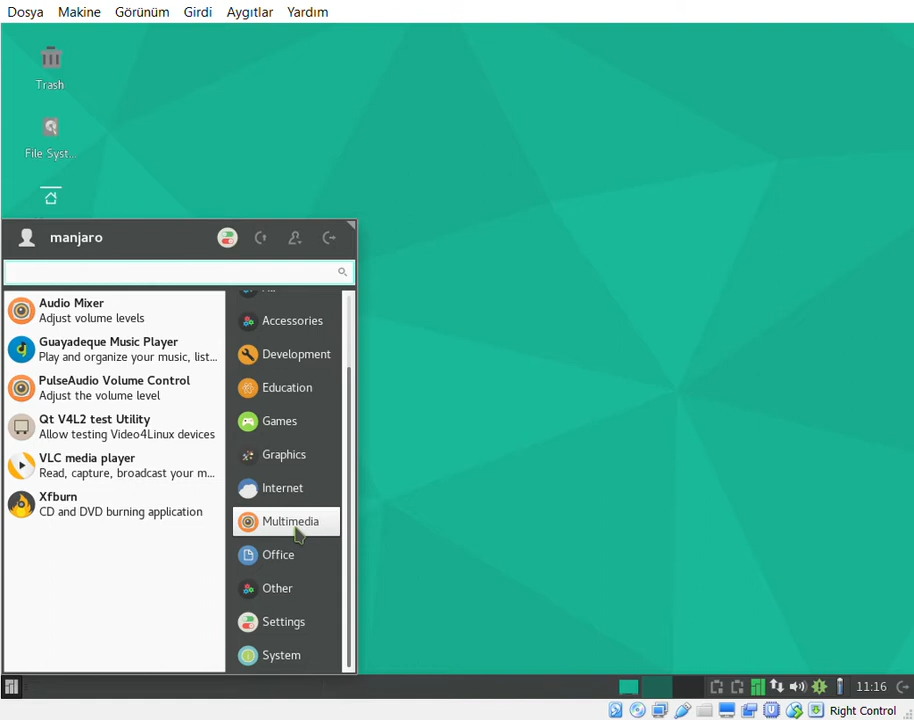 Dosya Makine Görünüm Girdi Aygıtlar Yardım
Trash
File Syst...
manjaro
Audio Mixer
Adjust volume levels
Guayadeque Music Player
Play and organize your music, list...
PulseAudio Volume Control
Adjust the volume level
Qt V4L2 test Utility
Allow testing Video4Linux devices
VLC media player
Read, capture, broadcast your m...
Xfburn
CD and DVD burning application
Accessories
Development
Education
Games
Graphics
Internet
Multimedia
Office
Other
Settings
System
11:16
Right Control